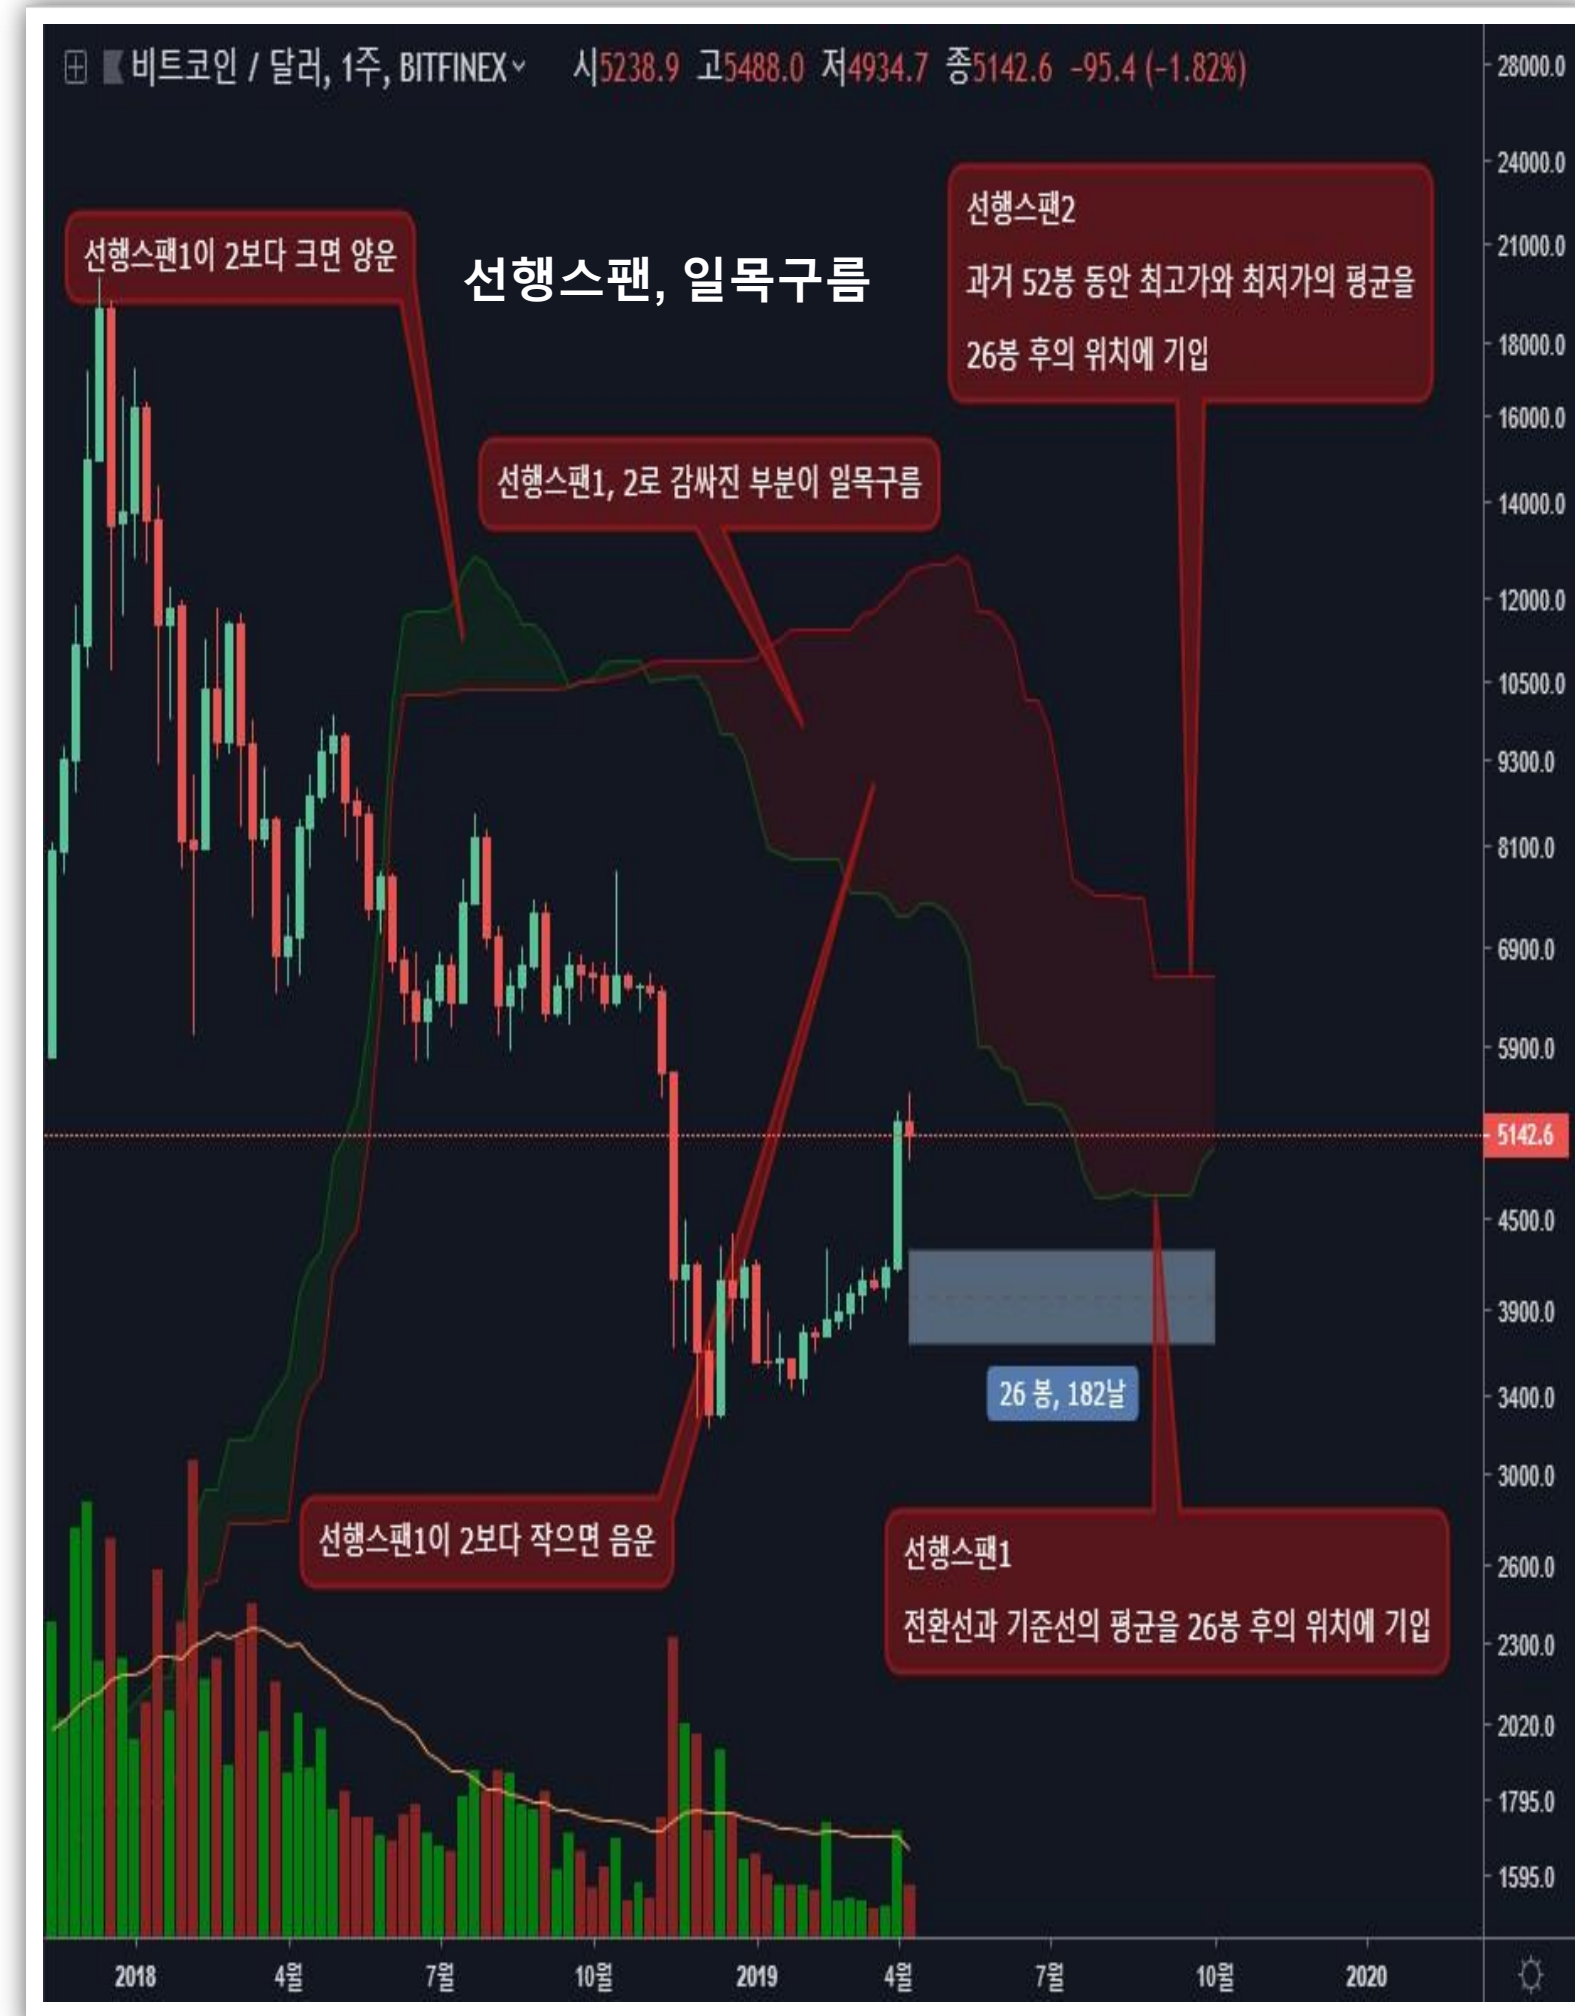 비트코인 / 달러, 1주, BITFINEX 시5238.9 고5488.0 저4934.7 종5142.6 -95.4 (-1.82%)
선행스팬, 일목구름
선행스팬1이 2보다 크면 양운
선행스팬2
과거 52봉 동안 최고가와 최저가의 평균을
26봉 후의 위치에 기입
선행스팬1, 2로 감싸진 부분이 일목구름
26 봉, 182날
선행스팬1이 2보다 작으면 음운
선행스팬1
전환선과 기준선의 평균을 26봉 후의 위치에 기입
28000.0
24000.0
21000.0
18000.0
16000.0
14000.0
12000.0
10500.0
9300.0
8100.0
6900.0
5900.0
5142.6
4500.0
3900.0
3400.0
3000.0
2600.0
2300.0
2020.0
1795.0
1595.0
2018 4월 7월 10월 2019 4월 7월 10월 2020